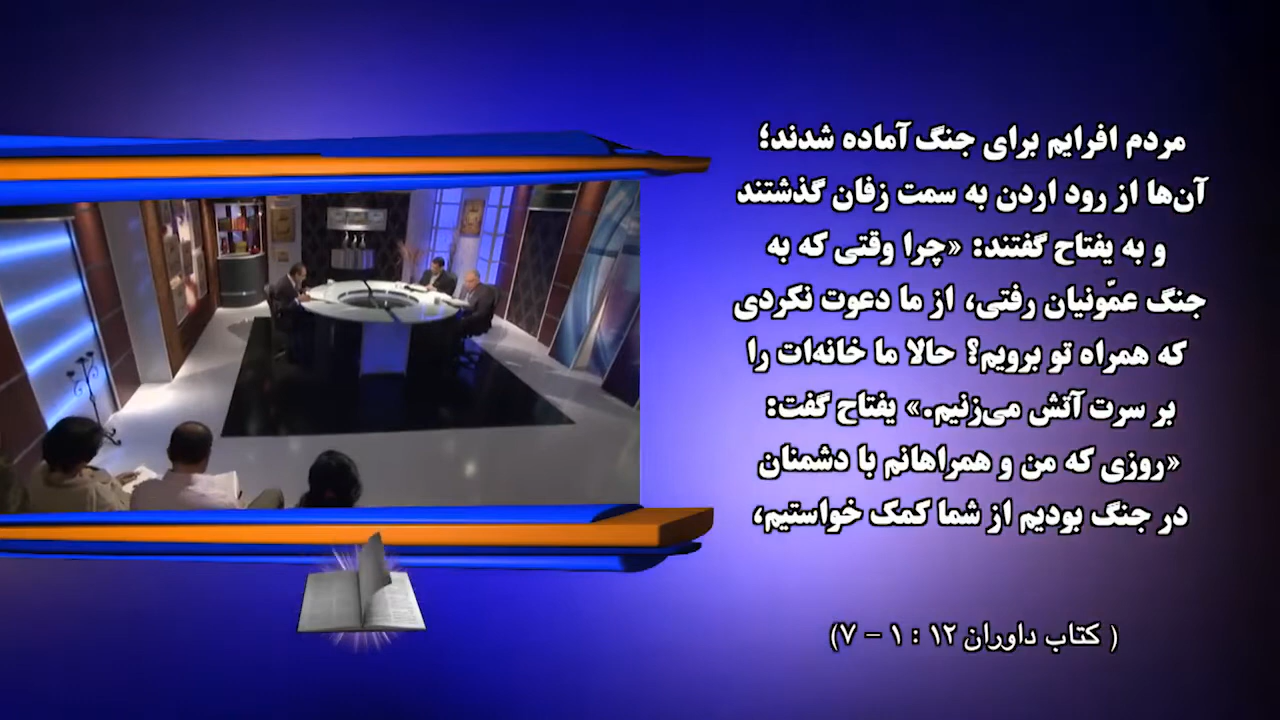 مردم افرایم برای جنگ آماده شدند؛
آن‌ها از رود اردن به سمت زفان گذشتند
و به یفتاح گفتند: «چرا وقتی که به
جنگ عمّونیان رفتی، از ما دعوت نکردی
که همراه تو برویم؟ حالا ما خانه‌ات را
بر سرت آتش می‌زنیم.» یفتاح گفت:
«روزی که من و همراهانم با دشمنان
در جنگ بودیم از شما کمک خواستیم،
( کتاب داوران ۱۲ : ۱ – ۷)